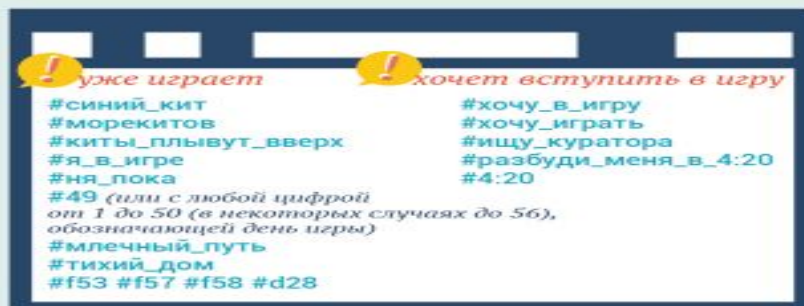 ! уже играет
#синий_кит
#морекитов
#киты_плывут_вверх
#я_в_игре
#ня_пока
#49 (или с любой цифрой
от 1 до 50 (в некоторых случаях до 56),
обозначающей день игры)
#млечный_путь
#тихий_дом
#f53 #f57 #f58 #d28
! хочет вступить в игру
#хочу_в_игру
#хочу_играть
#ищу_куратора
#разбуди_меня_в_4:20
#4:20